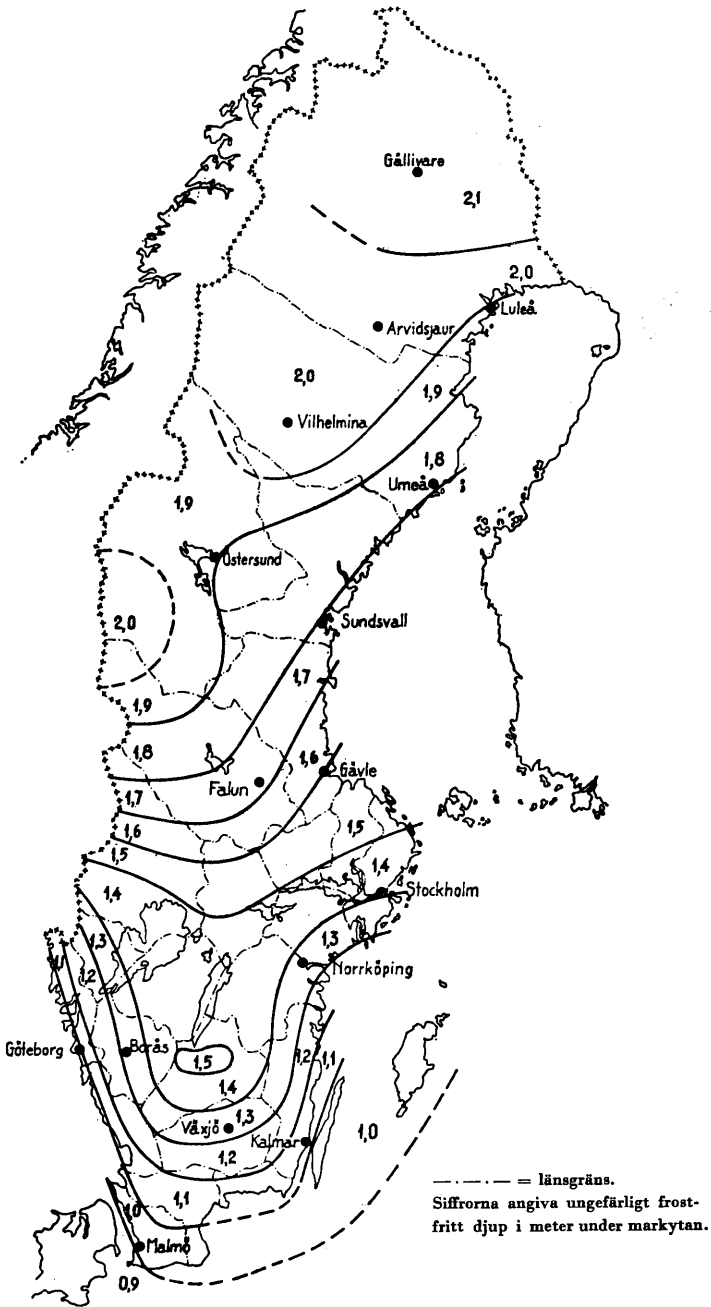 Gällivare
2,1
2,0
Luleå
Arvidsjaur
2,0
1,9
Vilhelmina
1,8
Umeå
1,9
Östersund
2,0
Sundsvall
1,7
1,9
1,8
1,6
Gävle
Falun
1,7
1,6
1,5
1,5
1,4
1,4
Stockholm
1,3
1,3
1,2
Norrköping
1,1
Göteborg
Borås
1,5
1,2
1,1
1,4
1,3
Växjö
1,0
Kalmar
1,2
1,1
1,0
Malmö
0,9
= länsgräns.
Siffrorna angiva ungefärligt frost-
fritt djup i meter under markytan.